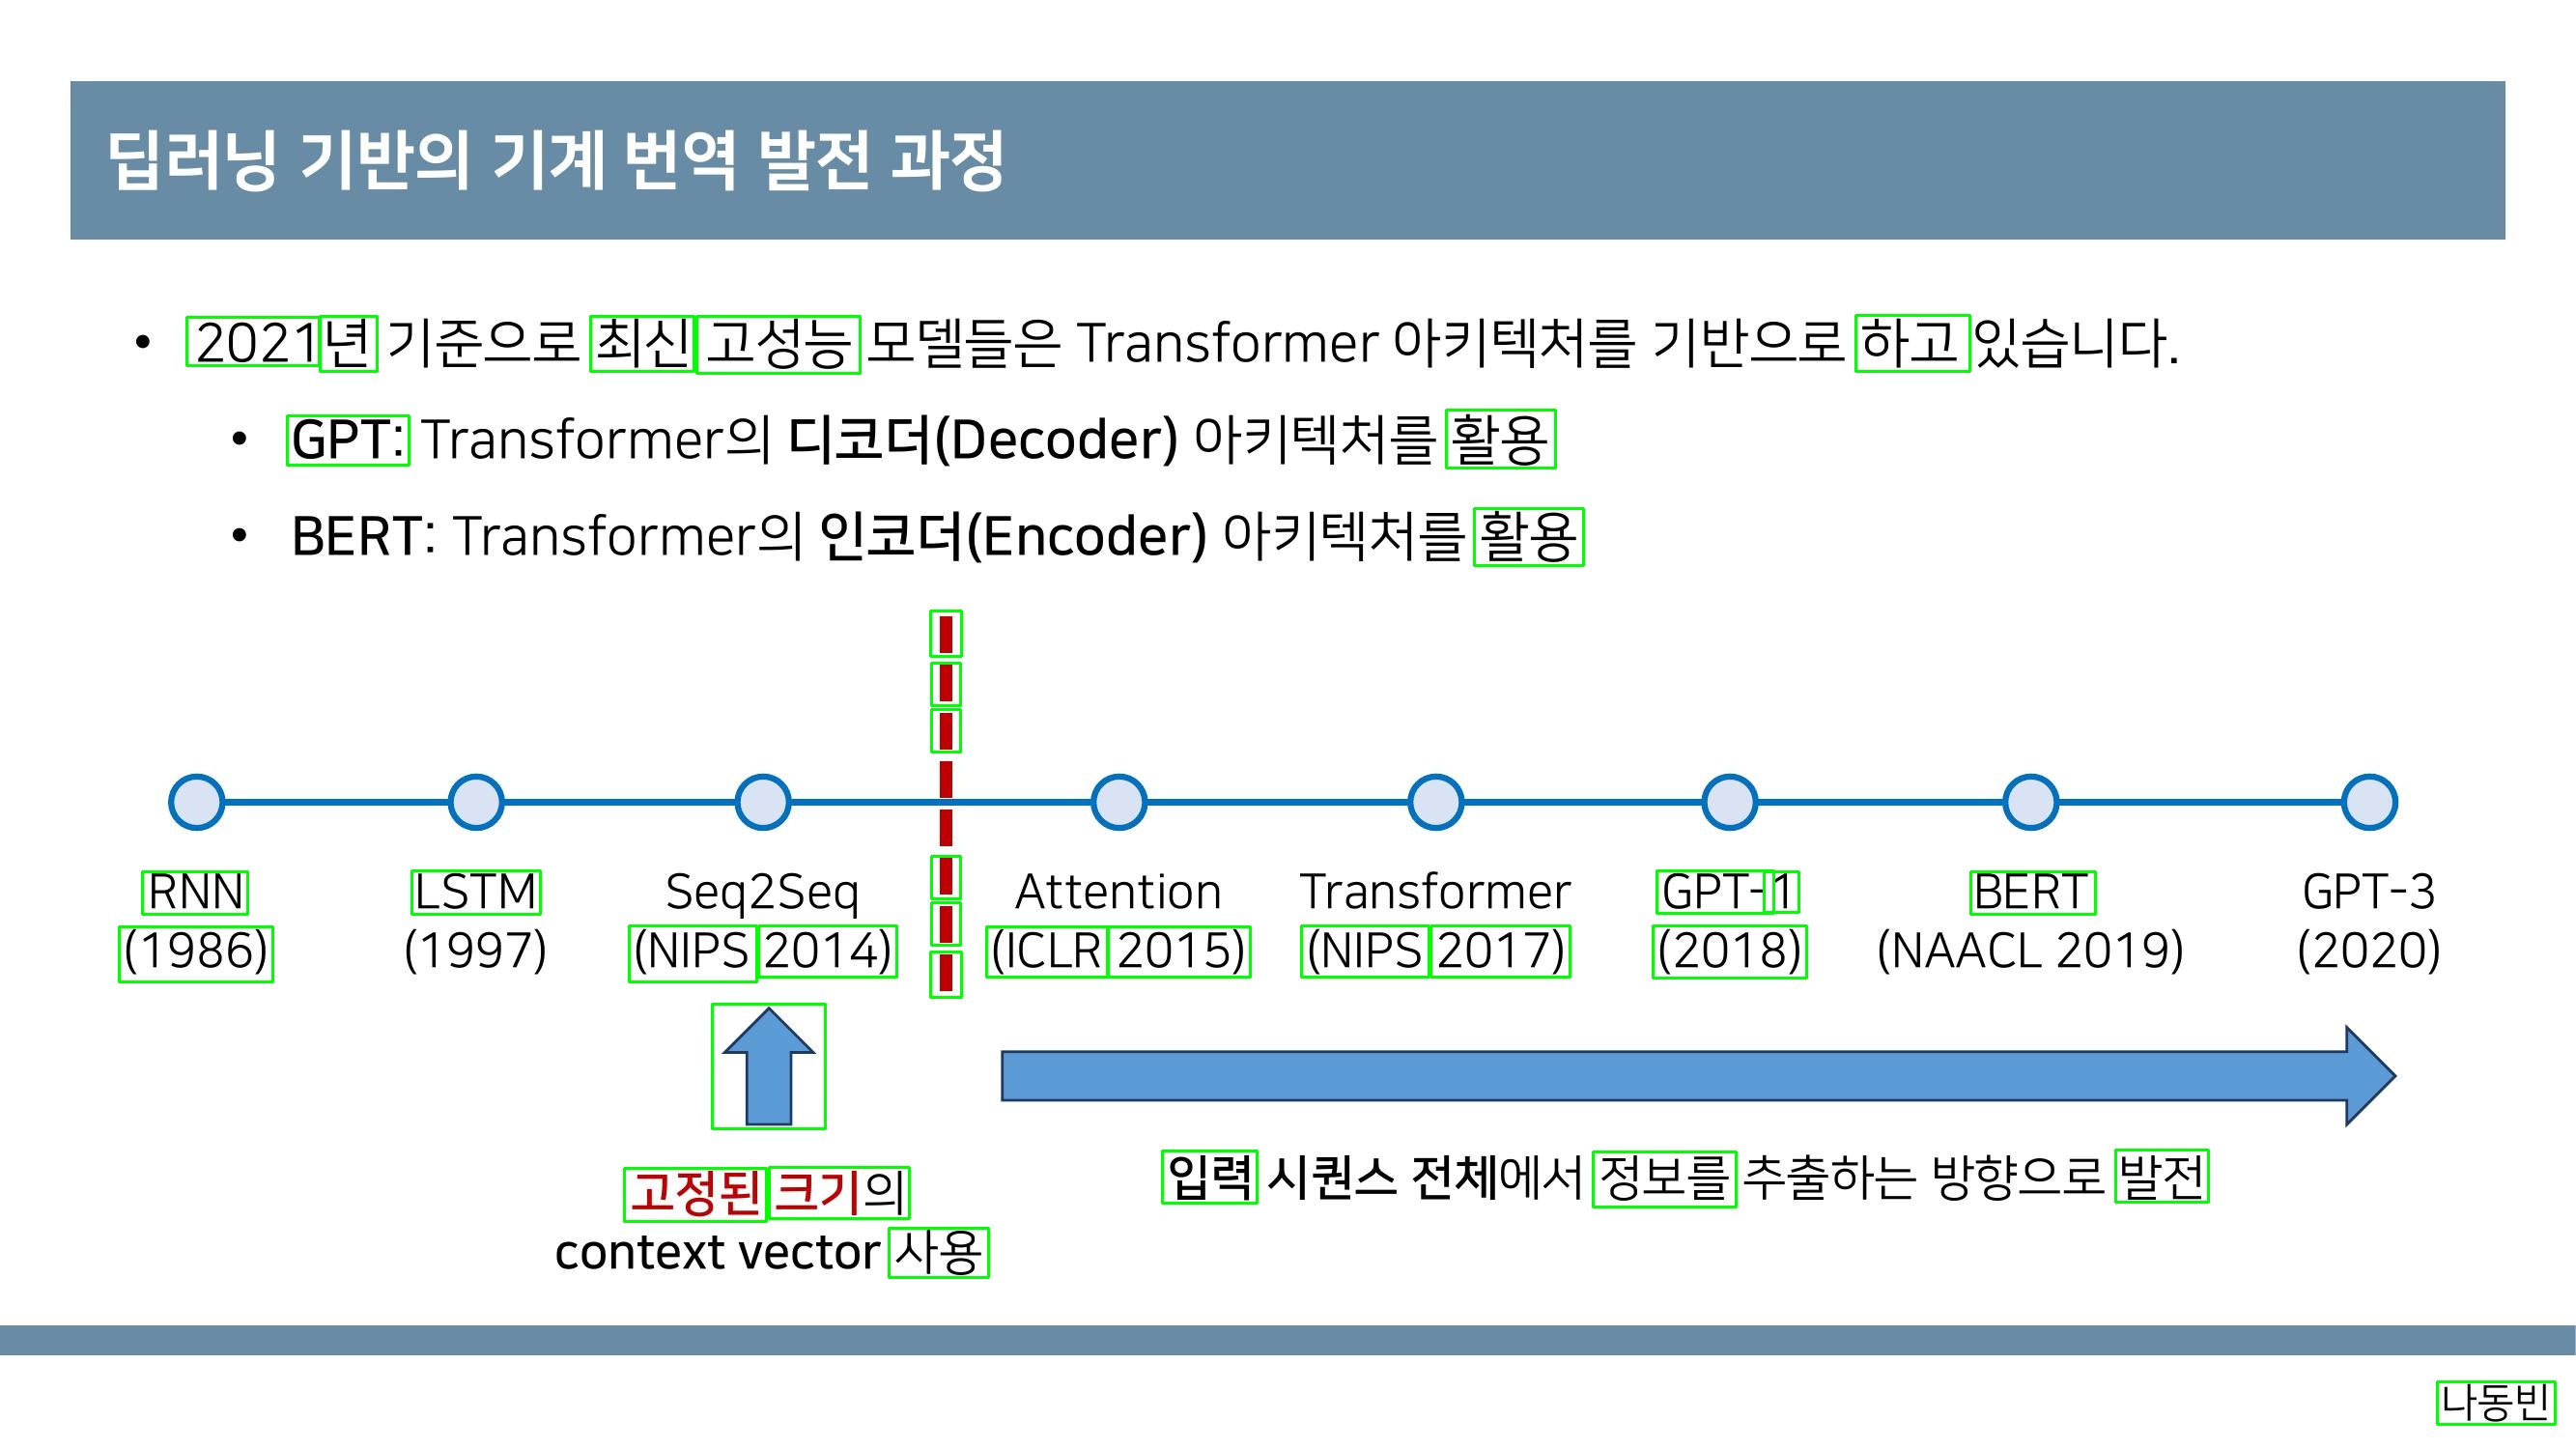 딥러닝 기반의 기계 번역 발전 과정
• 2021년 기준으로 최신 고성능 모델들은 Transformer 아키텍처를 기반으로 하고 있습니다.
• GPT: Transformer의 디코더(Decoder) 아키텍처를 활용
• BERT: Transformer의 인코더(Encoder) 아키텍처를 활용
RNN LSTM Seq2Seq Attention Transformer GPT-1 BERT GPT-3
(1986) (1997) (NIPS 2014) (ICLR 2015) (NIPS 2017) (2018) (NAACL 2019) (2020)
고정된 크기의
context vector 사용
입력 시퀀스 전체에서 정보를 추출하는 방향으로 발전
나동빈